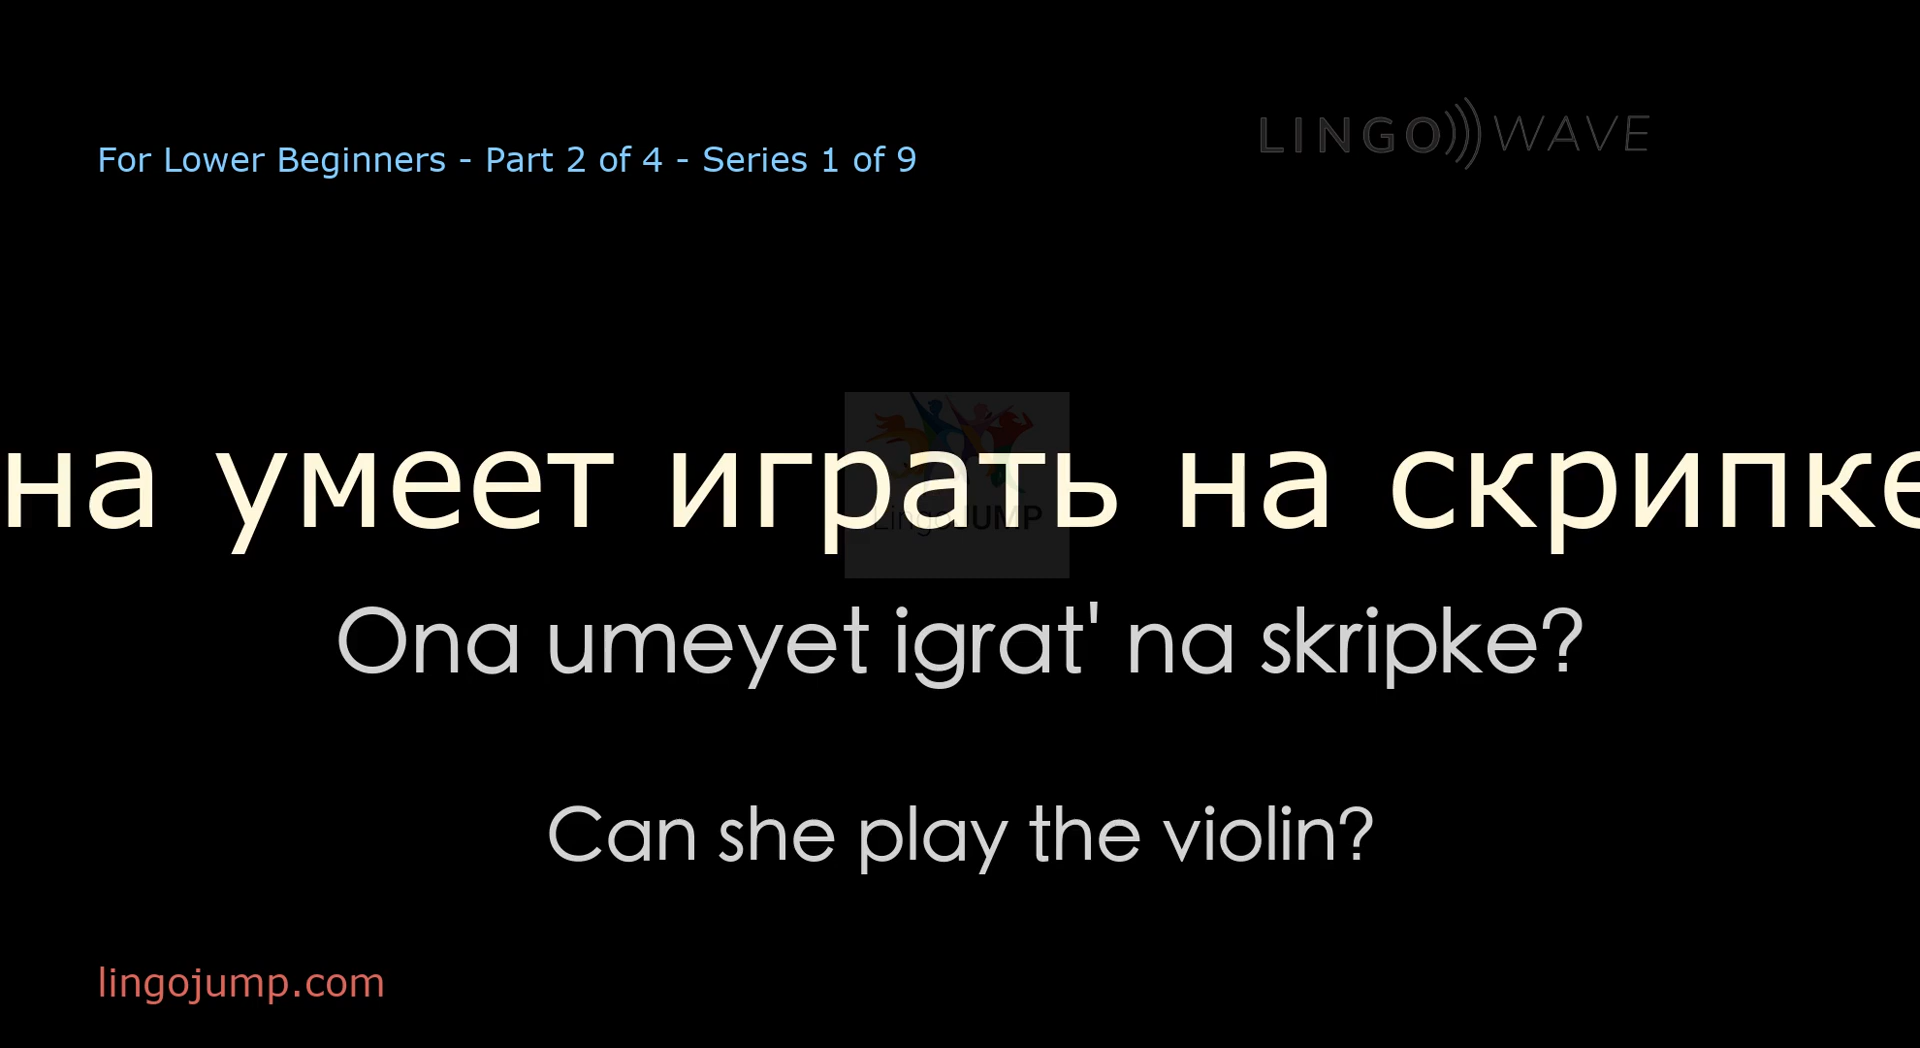 LINGO WAVE
For Lower Beginners - Part 2 of 4 - Series 1 of 9
на умеет играть на скрипке
LingoJUMP
Ona umeyet igrat' na skripke?
Can she play the violin?
lingojump.com